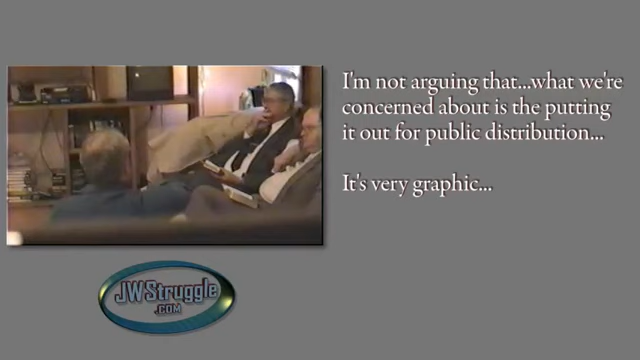 I'm not arguing that...what we're
concerned about is the putting
it out for public distribution...
It's very graphic...
JWStruggle
.COM